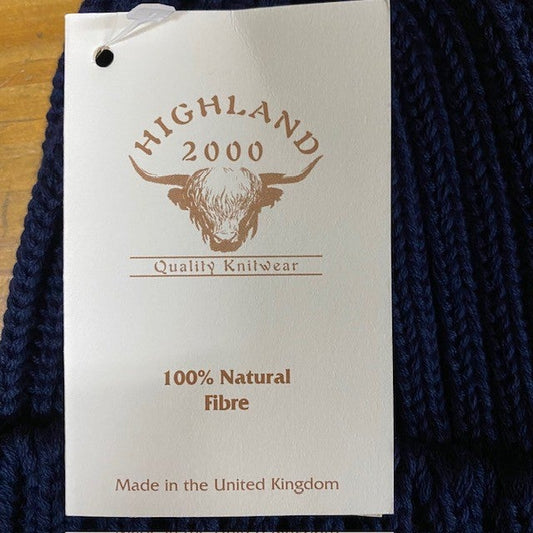 HIGHLAND
2000
Quality Knitwear
100% Natural
Fibre
Made in the United Kingdom